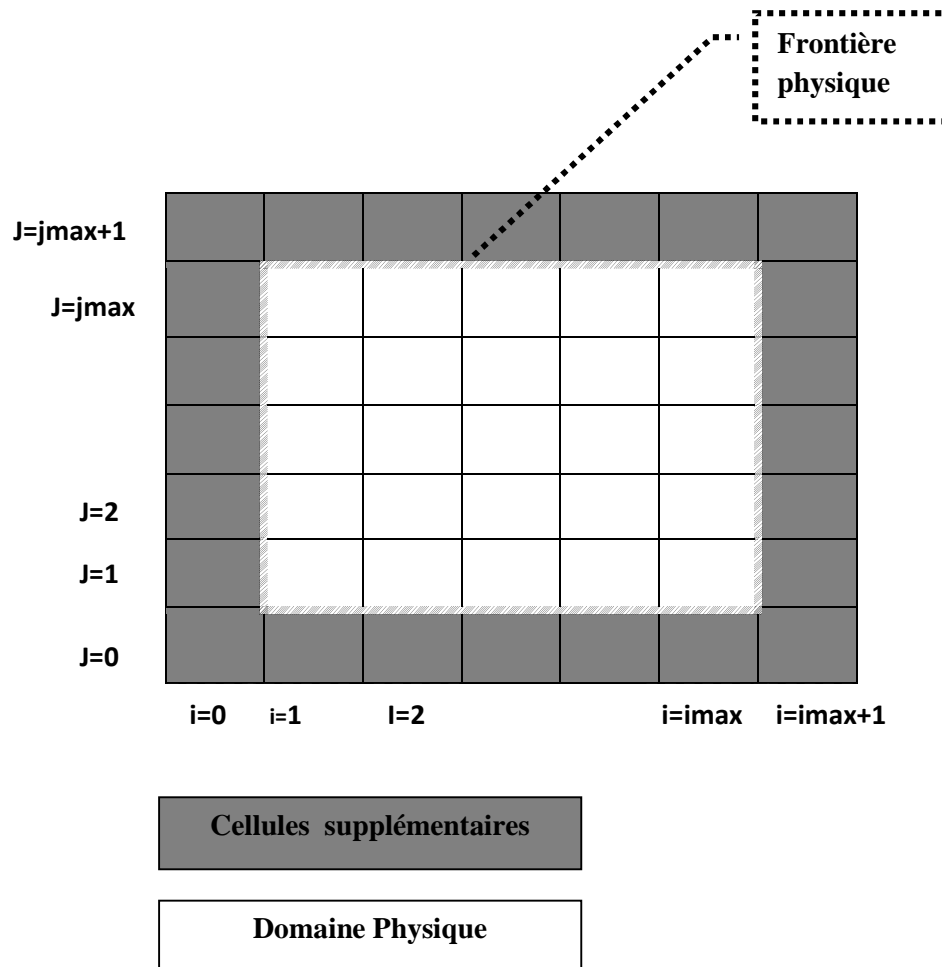 Frontière
physique
J=jmax+1
J=jmax
J=2
J=1
J=0
i=0 i=1 I=2 i=imax i=imax+1
Cellules supplémentaires
Domaine Physique